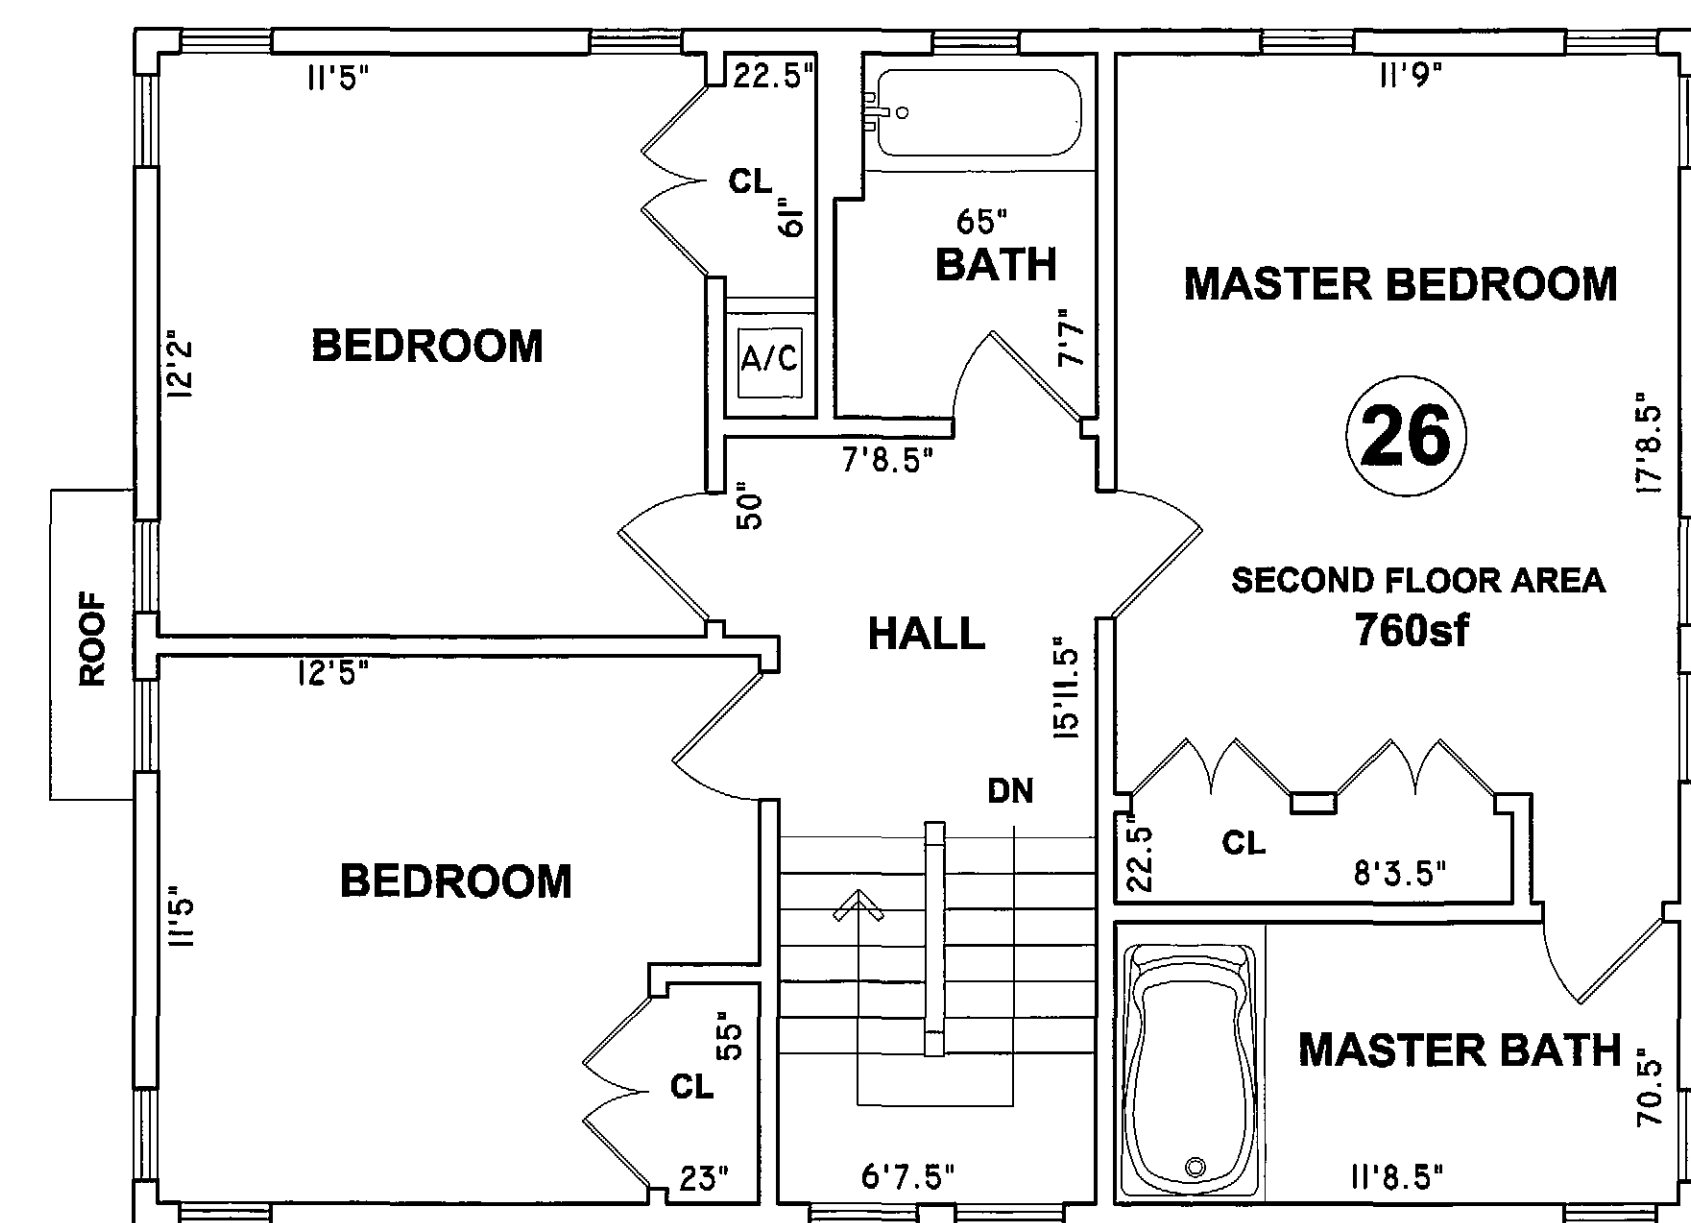 11'5"
22.5"
11'9"
CL
61"
65"
BATH
MASTER BEDROOM
BEDROOM
12'2"
A/C
7'7"
26
17'8.5"
7'8.5"
50"
SECOND FLOOR AREA
760sf
ROOF
HALL
12'5"
15'11.5"
DN
22.5"
CL
8'3.5"
BEDROOM
11'5"
55"
CL
MASTER BATH
70.5"
23"
6'7.5"
11'8.5"